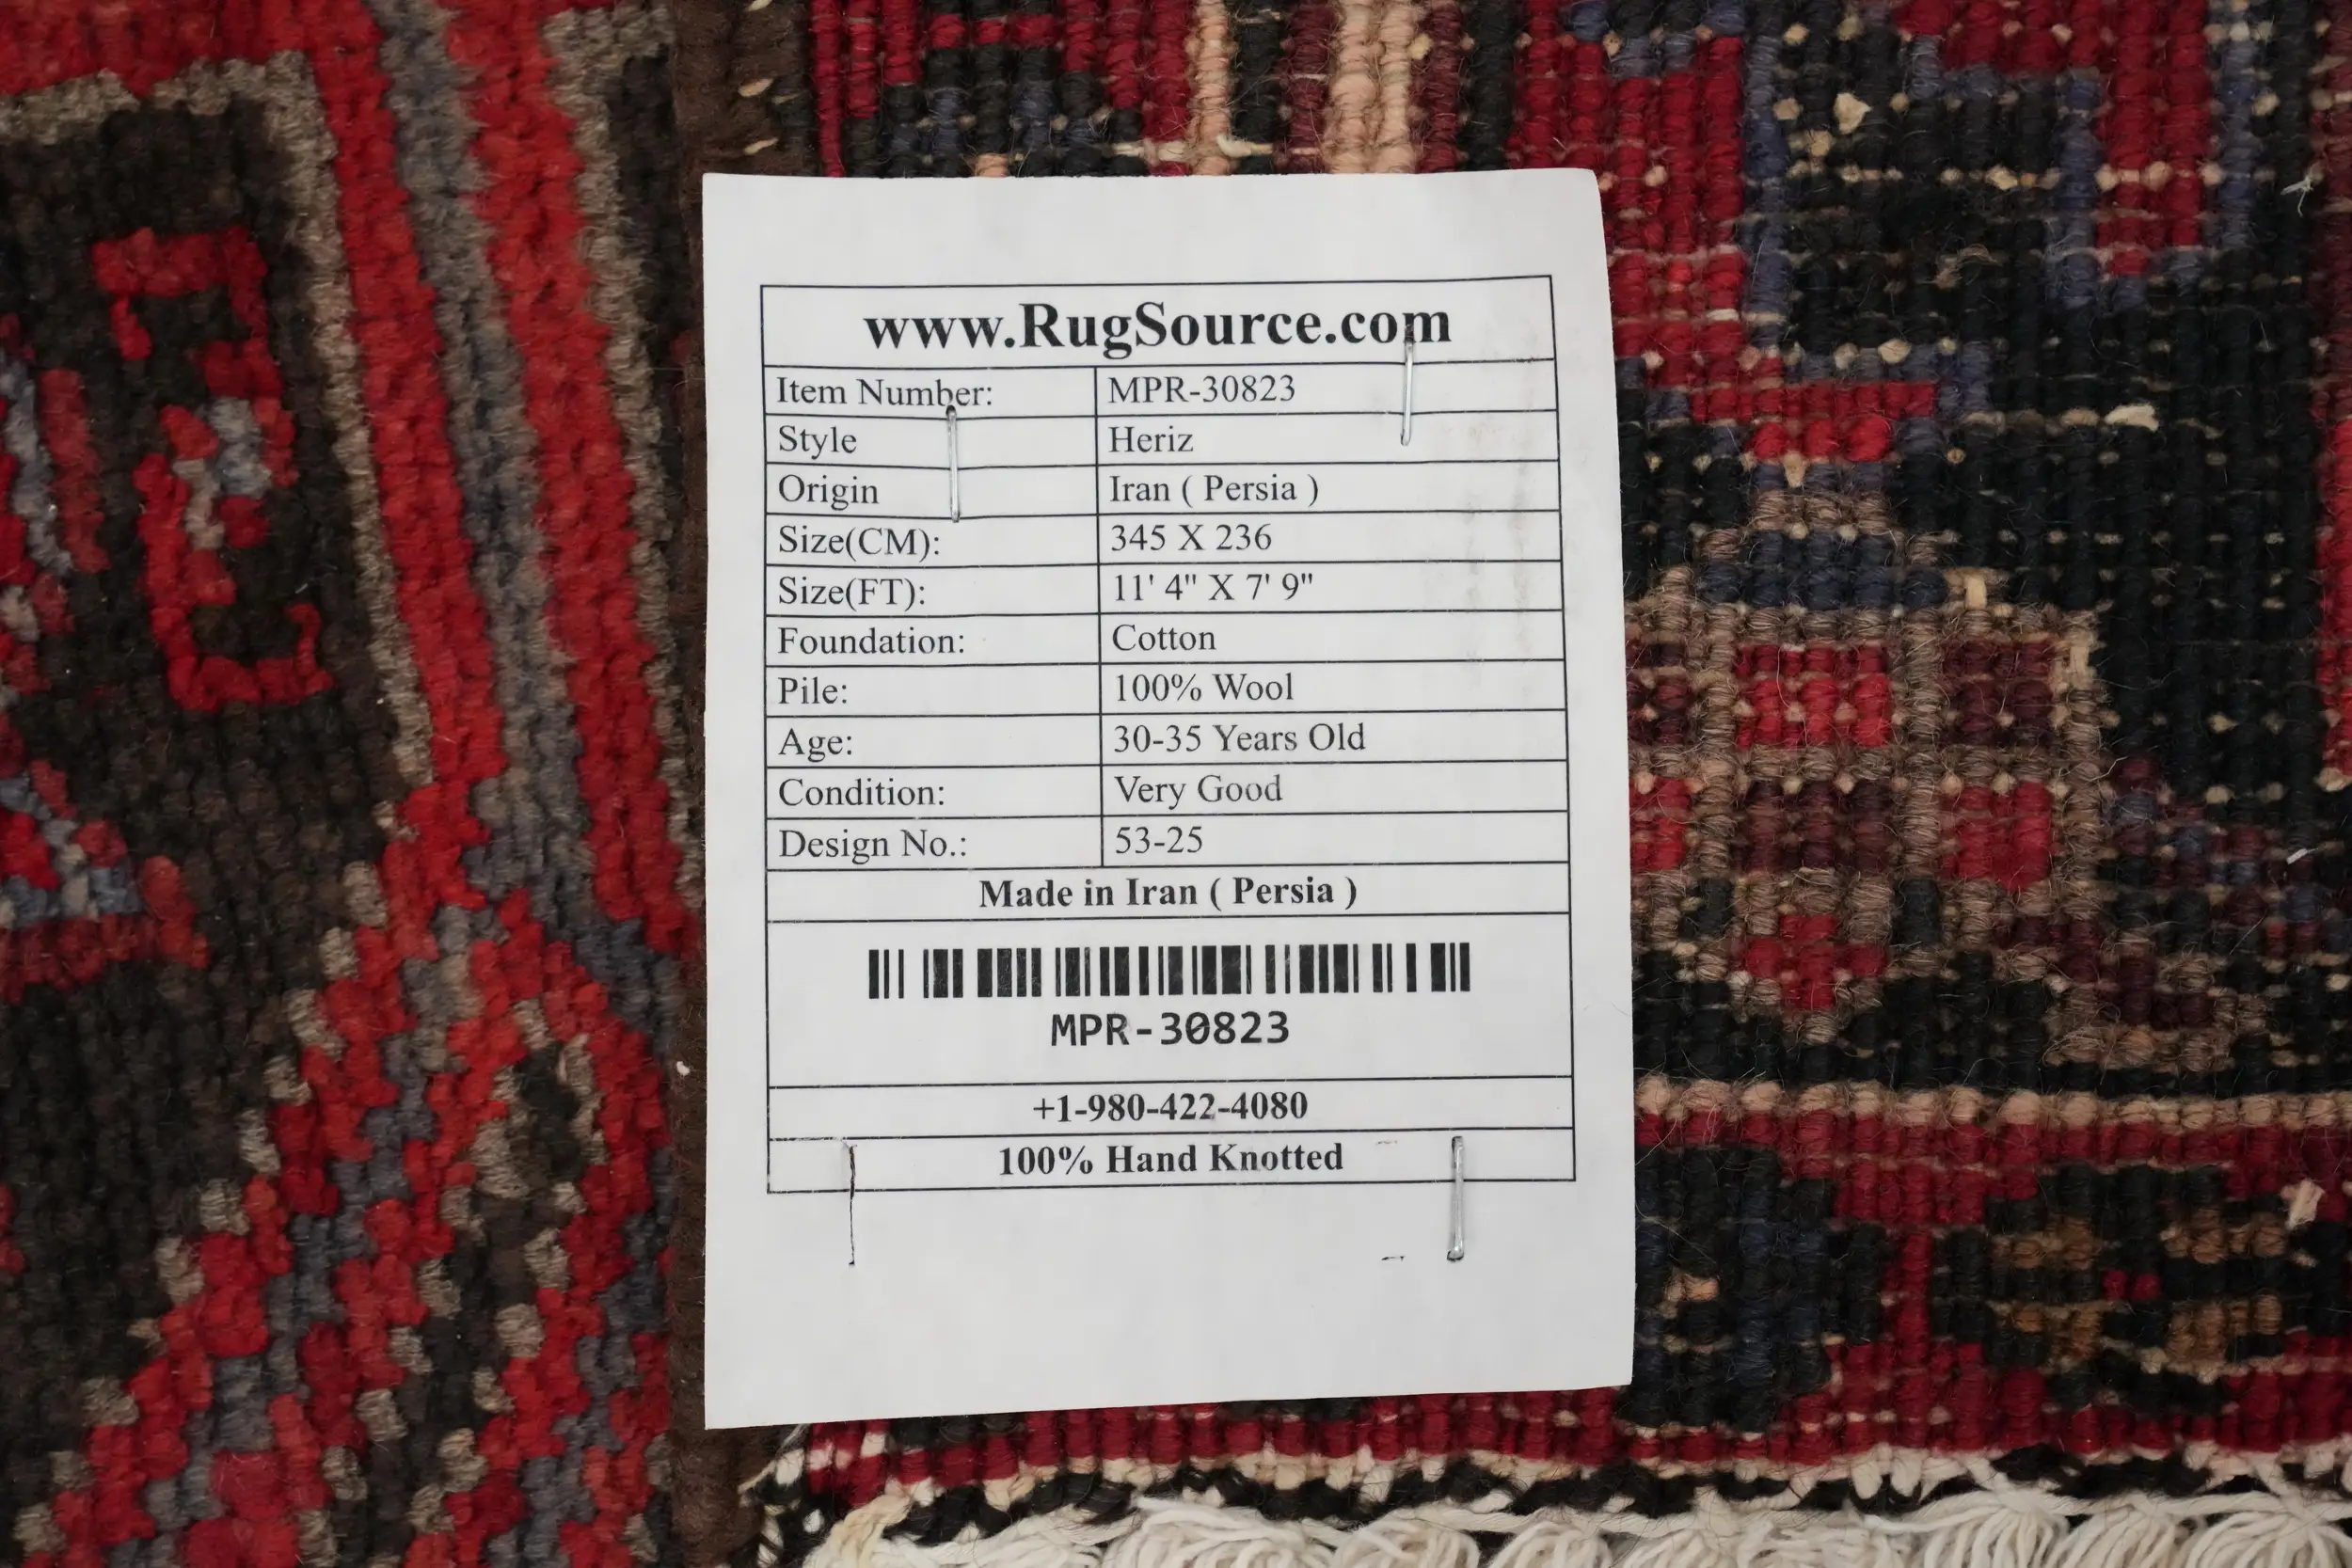 www.RugSource.com
Item Number: MPR-30823
Style Heriz
Origin Iran ( Persia )
Size(CM): 345 X 236
Size(FT): 11' 4" X 7' 9"
Foundation: Cotton
Pile: 100% Wool
Age: 30-35 Years Old
Condition: Very Good
Design No.: 53-25
Made in Iran ( Persia )
MPR-30823
+1-980-422-4080
100% Hand Knotted